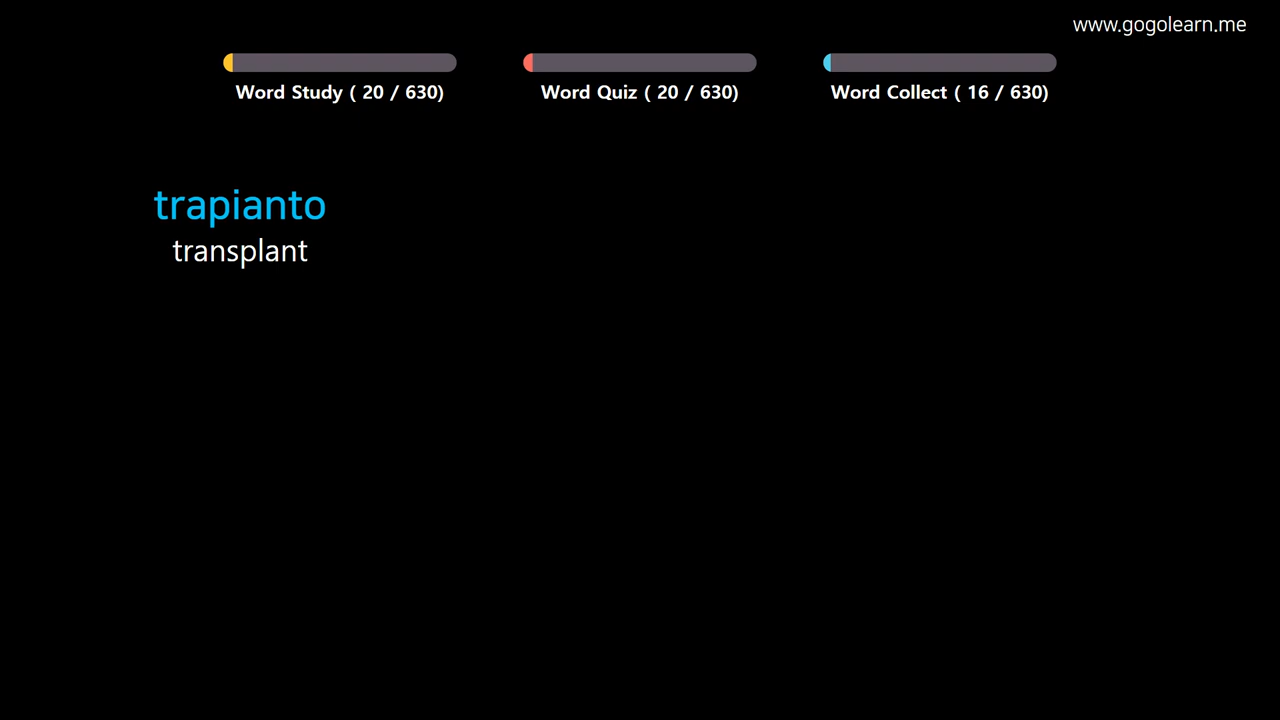 www.gogolearn.me
Word Study ( 20 / 630)
Word Quiz ( 20 / 630)
Word Collect ( 16 / 630)
trapianto
transplant